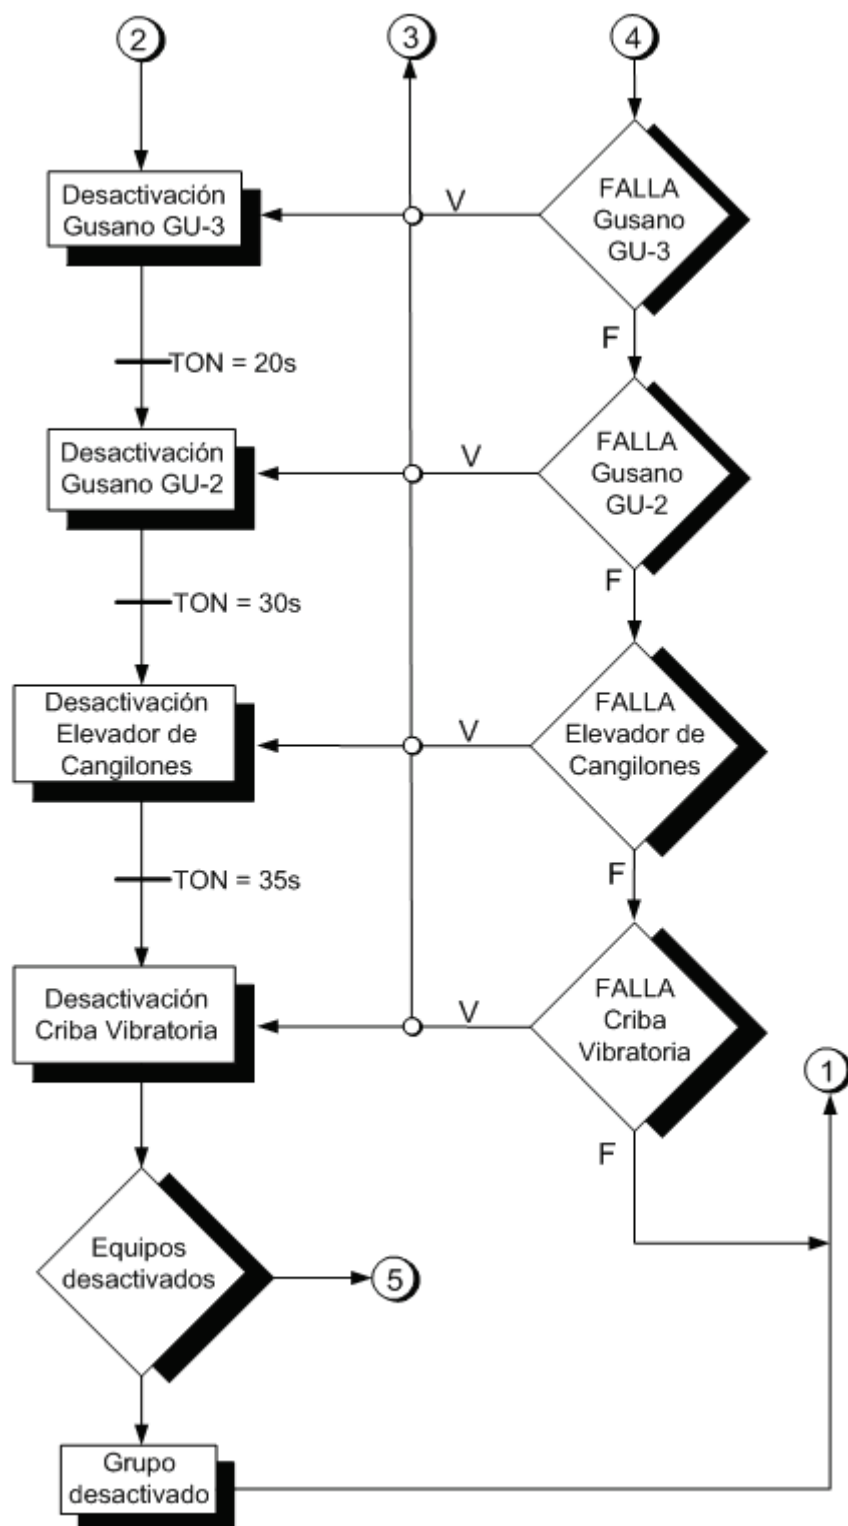 2
3
4
Desactivación
Gusano GU-3
V
FALLA
Gusano
GU-3
F
TON = 20s
Desactivación
Gusano GU-2
V
FALLA
Gusano
GU-2
F
TON = 30s
Desactivación
Elevador de
Cangilones
V
FALLA
Elevador de
Cangilones
F
TON = 35s
Desactivación
Criba Vibratoria
V
FALLA
Criba
Vibratoria
F
1
Equipos
desactivados
5
Grupo
desactivado